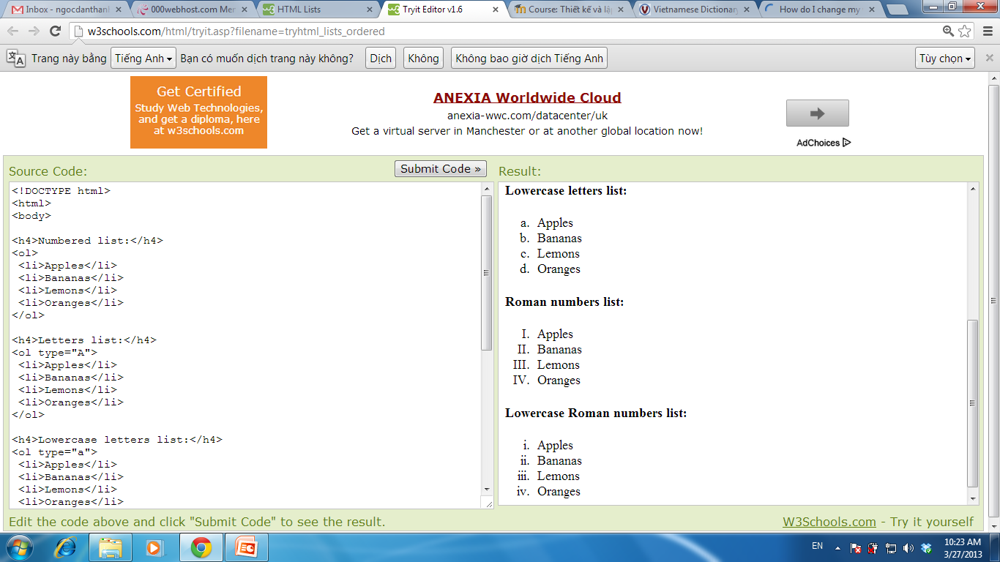 Inbox - ngocdanthanh
000webhost.com Mem
HTML Lists
Tryit Editor v1.6
Course: Thiết kế và lậ
Vietnamese Dictionary
How do I change my
w3schools.com/html/tryit.asp?filename=tryhtml_lists_ordered
Trang này bằng Tiếng Anh Bạn có muốn dịch trang này không? Dịch Không Không bao giờ dịch Tiếng Anh Tùy chọn
Get Certified
Study Web Technologies,
and get a diploma, here
at w3schools.com
ANEXIA Worldwide Cloud
anexia-wwc.com/datacenter/uk
Get a virtual server in Manchester or at another global location now!
AdChoices
Source Code:
Submit Code »
<!DOCTYPE html>
<html>
<body>
<h4>Numbered list:</h4>
<ol>
<li>Apples</li>
<li>Bananas</li>
<li>Lemons</li>
<li>Oranges</li>
</ol>
<h4>Letters list:</h4>
<ol type="A">
<li>Apples</li>
<li>Bananas</li>
<li>Lemons</li>
<li>Oranges</li>
</ol>
<h4>Lowercase letters list:</h4>
<ol type="a">
<li>Apples</li>
<li>Bananas</li>
<li>Lemons</li>
<li>Oranges</li>
Result:
Lowercase letters list:
a. Apples
b. Bananas
c. Lemons
d. Oranges
Roman numbers list:
I. Apples
II. Bananas
III. Lemons
IV. Oranges
Lowercase Roman numbers list:
i. Apples
ii. Bananas
iii. Lemons
iv. Oranges
Edit the code above and click "Submit Code" to see the result.
W3Schools.com - Try it yourself
EN
10:23 AM
3/27/2013